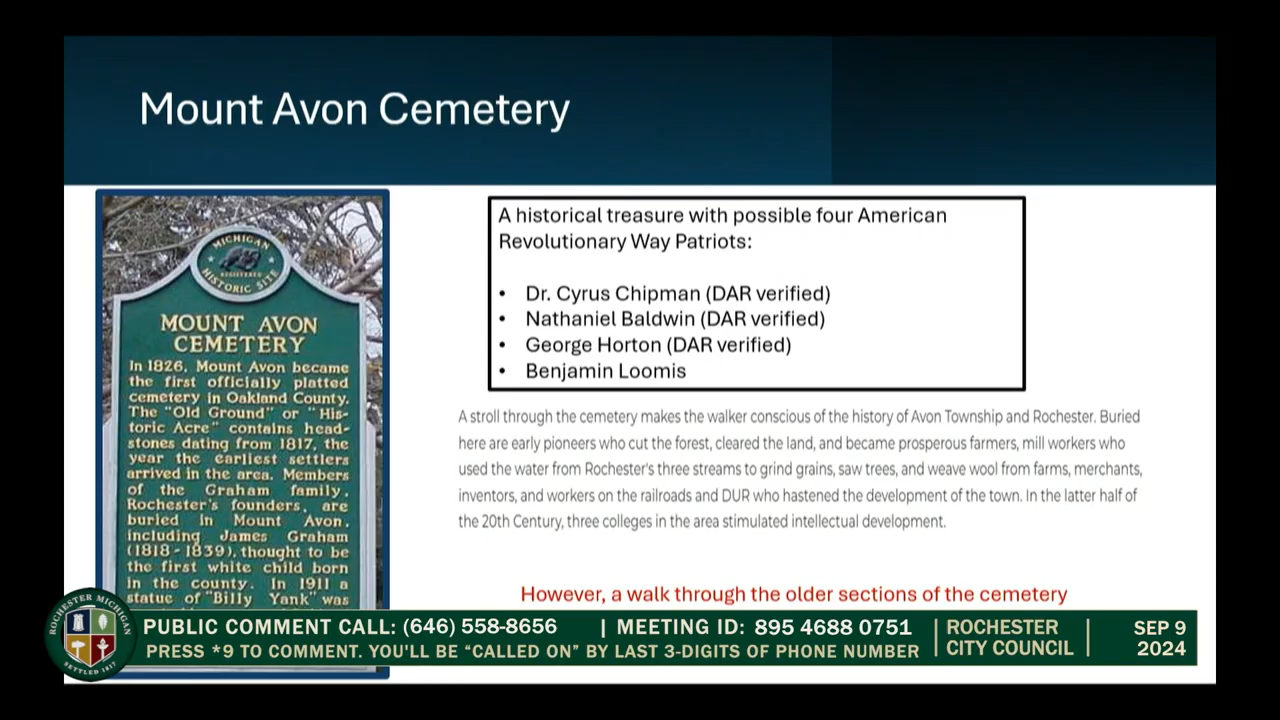 Mount Avon Cemetery
MICHIGAN
REGISTERED
HISTORIC SITE
MOUNT AVON
CEMETERY
In 1826, Mount Avon became
the first officially platted
cemetery in Oakland County.
The "Old Ground" or "His-
toric Acre" contains head-
stones dating from 1817, the
year the earliest settlers
arrived in the area. Members
of the Graham family,
Rochester's founders, are
buried in Mount Avon,
including James Graham
(1818-1839), thought to be
the first white child born
in the county. In 1911 a
statue of "Billy Yank" was
A historical treasure with possible four American
Revolutionary Way Patriots:
• Dr. Cyrus Chipman (DAR verified)
• Nathaniel Baldwin (DAR verified)
• George Horton (DAR verified)
• Benjamin Loomis
A stroll through the cemetery makes the walker conscious of the history of Avon Township and Rochester. Buried
here are early pioneers who cut the forest, cleared the land, and became prosperous farmers, mill workers who
used the water from Rochester's three streams to grind grains, saw trees, and weave wool from farms, merchants,
inventors, and workers on the railroads and DUR who hastened the development of the town. In the latter half of
the 20th Century, three colleges in the area stimulated intellectual development.
However, a walk through the older sections of the cemetery
ROCHESTER MICHIGAN
SETTLED 1817
PUBLIC COMMENT CALL: (646) 558-8656 | MEETING ID: 895 4688 0751
PRESS *9 TO COMMENT. YOU'LL BE "CALLED ON" BY LAST 3-DIGITS OF PHONE NUMBER
ROCHESTER
CITY COUNCIL
SEP 9
2024